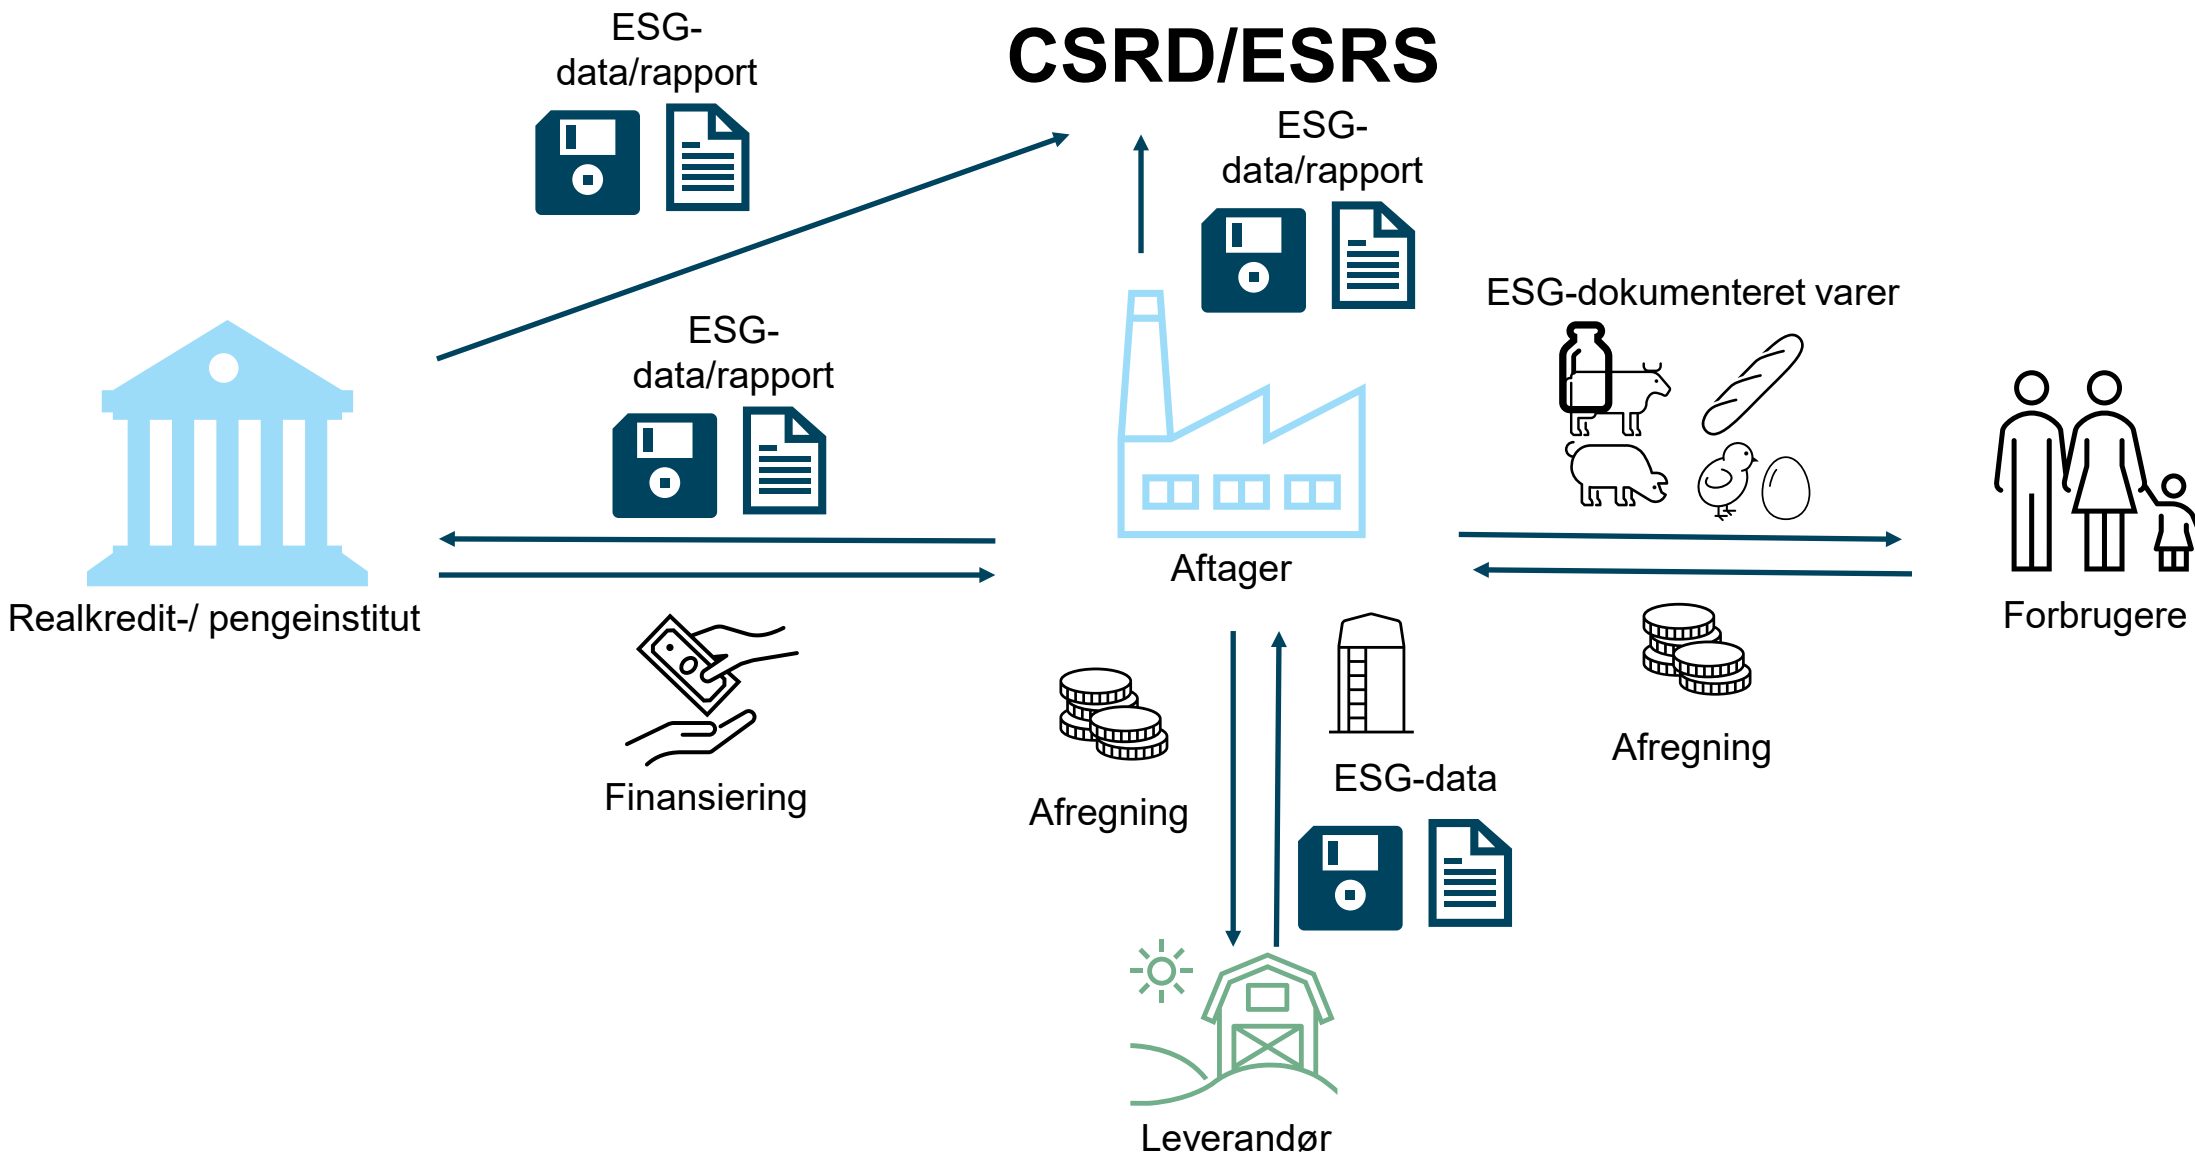 ESG-
data/rapport
CSRD/ESRS
ESG-
data/rapport
ESG-dokumenteret varer
ESG-
data/rapport
Aftager
Realkredit-/ pengeinstitut
Forbrugere
Finansiering
Afregning
ESG-data
Afregning
Leverandør